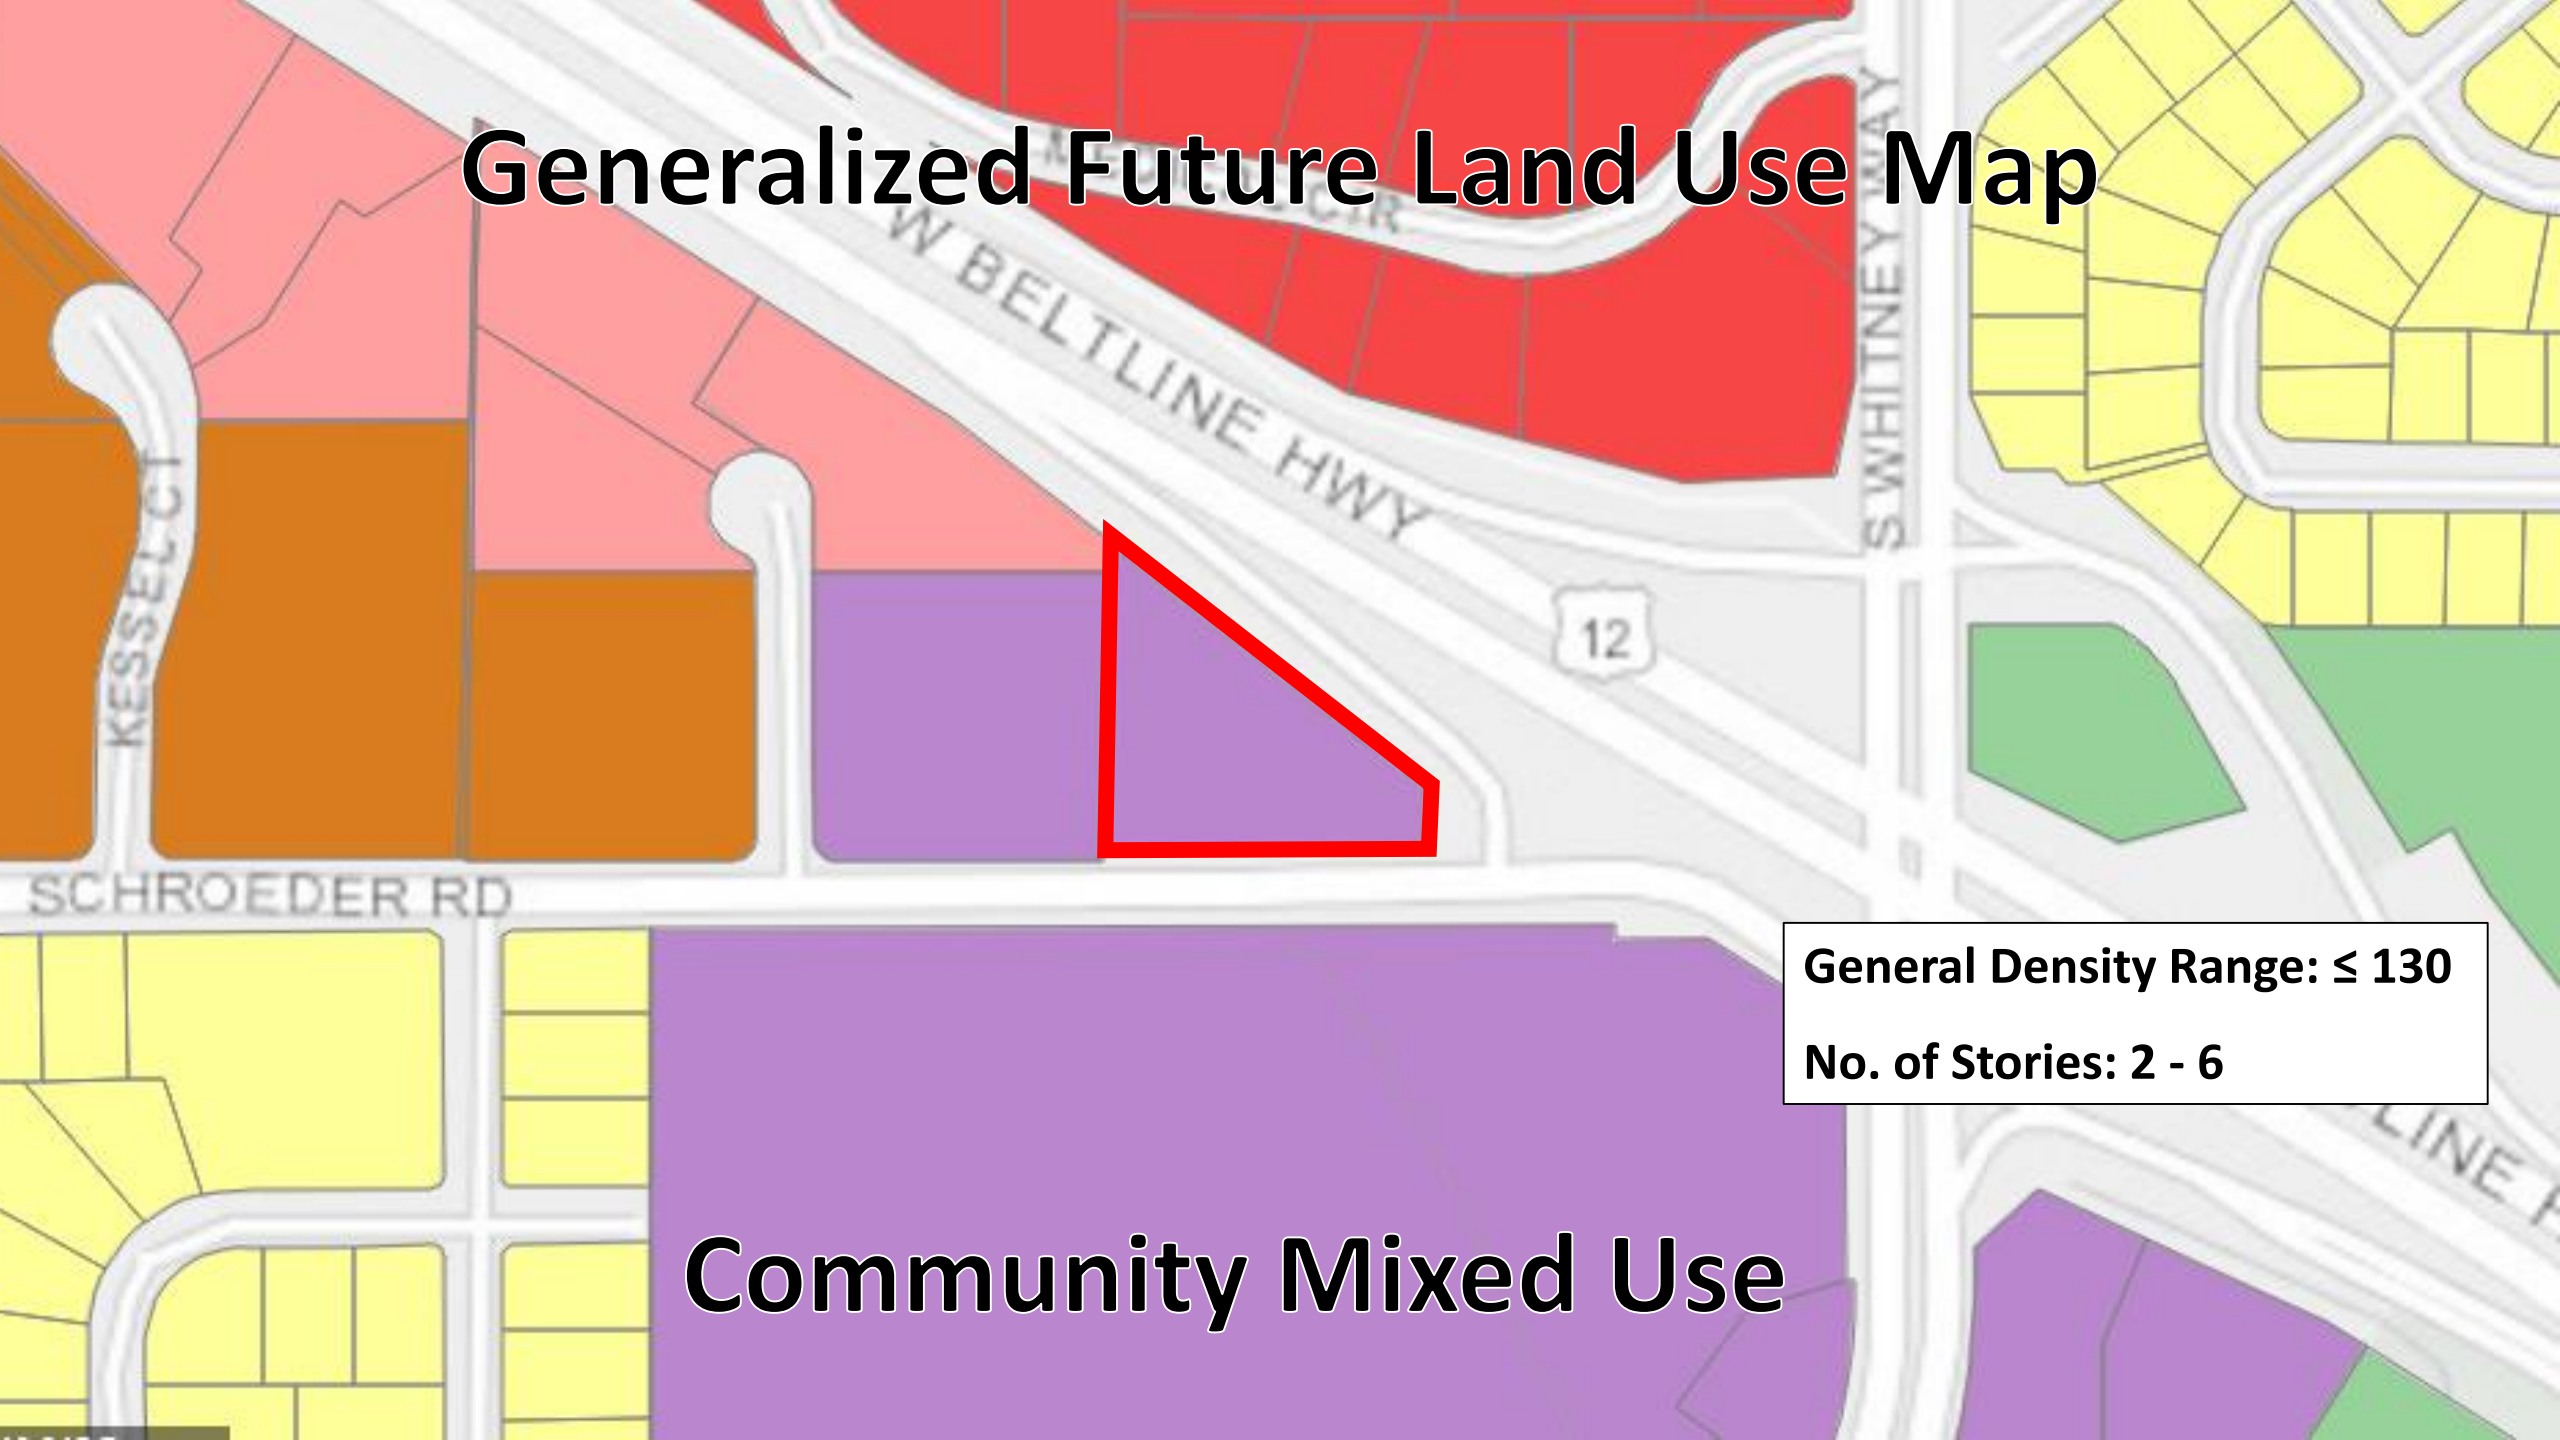 Generalized Future Land Use Map
W BELTLINE HWY
S WHITNEY WAY
KESSEL CT
12
SCHROEDER RD
General Density Range: ≤ 130
No. of Stories: 2 - 6
Community Mixed Use